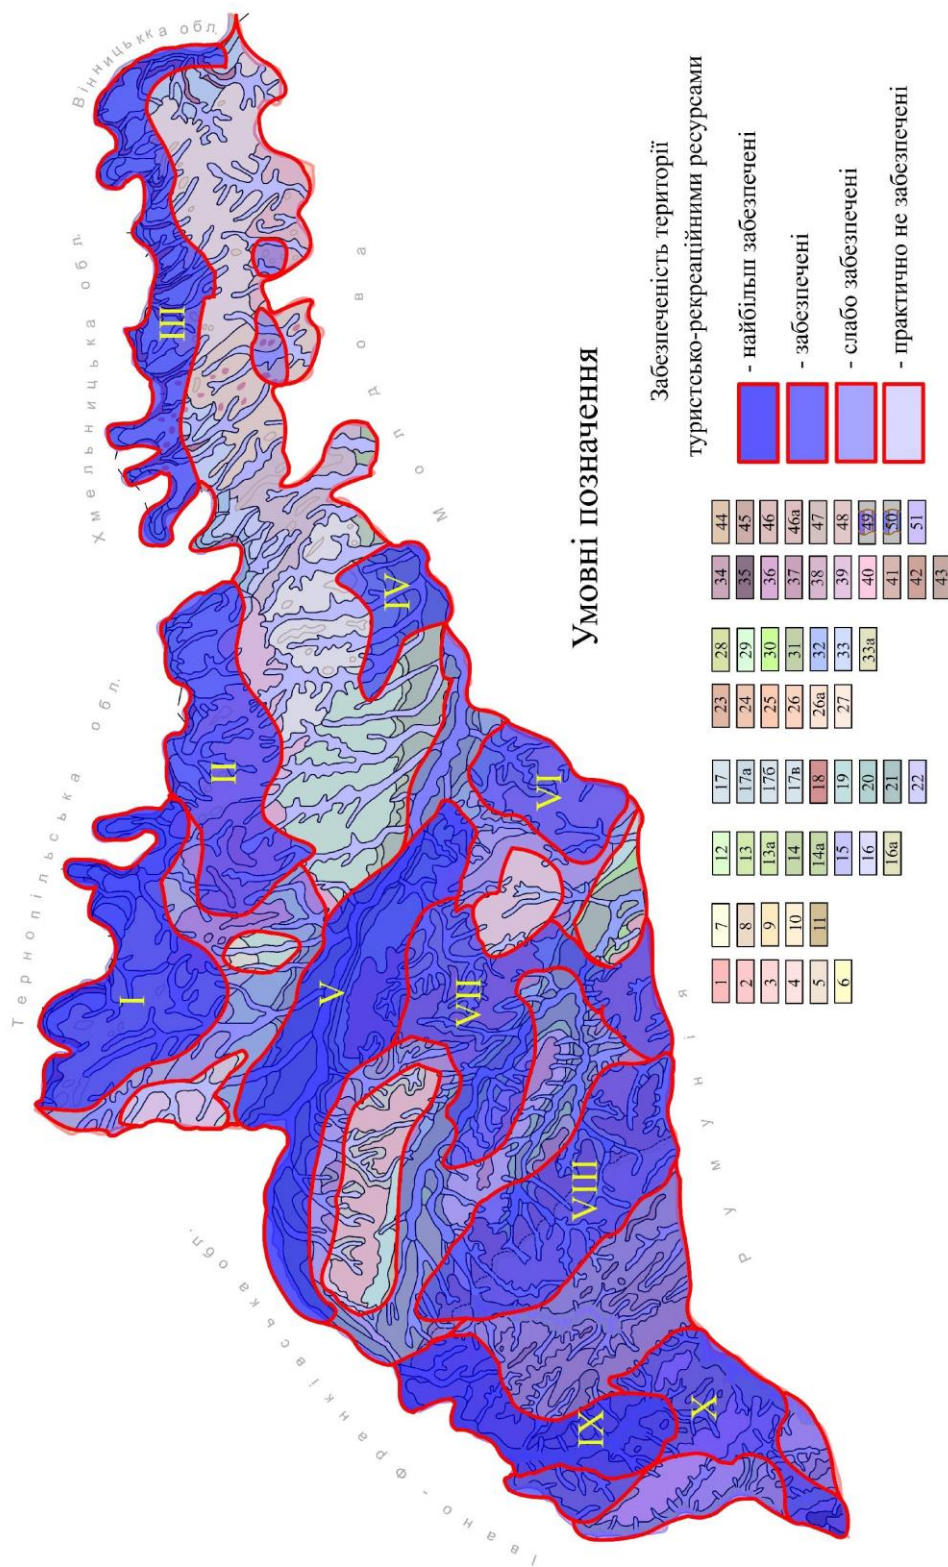 Вінницькка обл.
Хмельницька обл.
Тернопільська обл.
Молдова
Івано - Франківська обл.
Румунія
I
II
III
IV
V
VI
VII
VIII
IX
X
Умовні позначення
1
2
3
4
5
6
7
8
9
10
11
12
13
13а
14
14а
15
16
16а
17
17а
17б
17в
18
19
20
21
22
23
24
25
26
26а
27
28
29
30
31
32
33
33а
34
35
36
37
38
39
40
41
42
43
44
45
46
46а
47
48
49
50
51
Забезпеченість території
туристсько-рекреаційними ресурсами
- найбільш забезпечені
- забезпечені
- слабо забезпечені
- практично не забезпечені